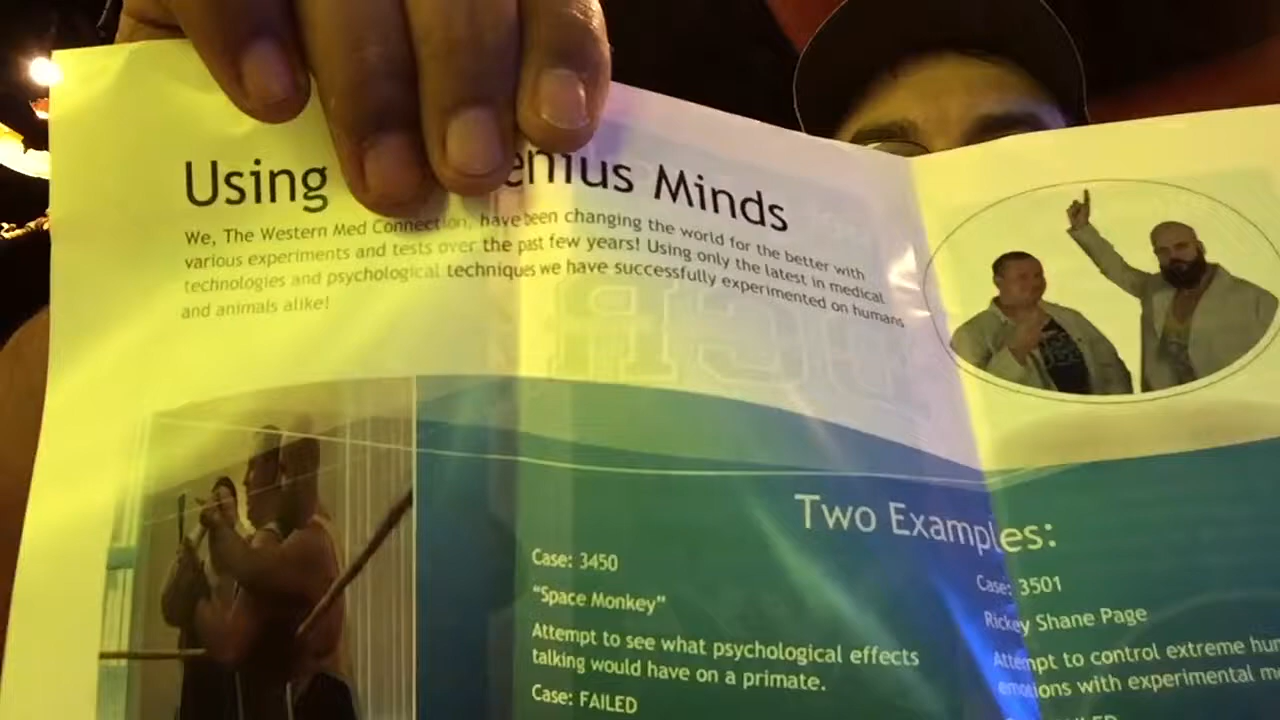 Using enius Minds
We, The Western Med Connection, have been changing the world for the better with
various experiments and tests over the past few years! Using only the latest in medical
technologies and psychological techniques we have successfully experimented on humans
and animals alike!
Two Examples:
Case: 3450
“Space Monkey”
Attempt to see what psychological effects
talking would have on a primate.
Case: FAILED
Case: 3501
Rickey Shane Page
Attempt to control extreme hu
emotions with experimental m